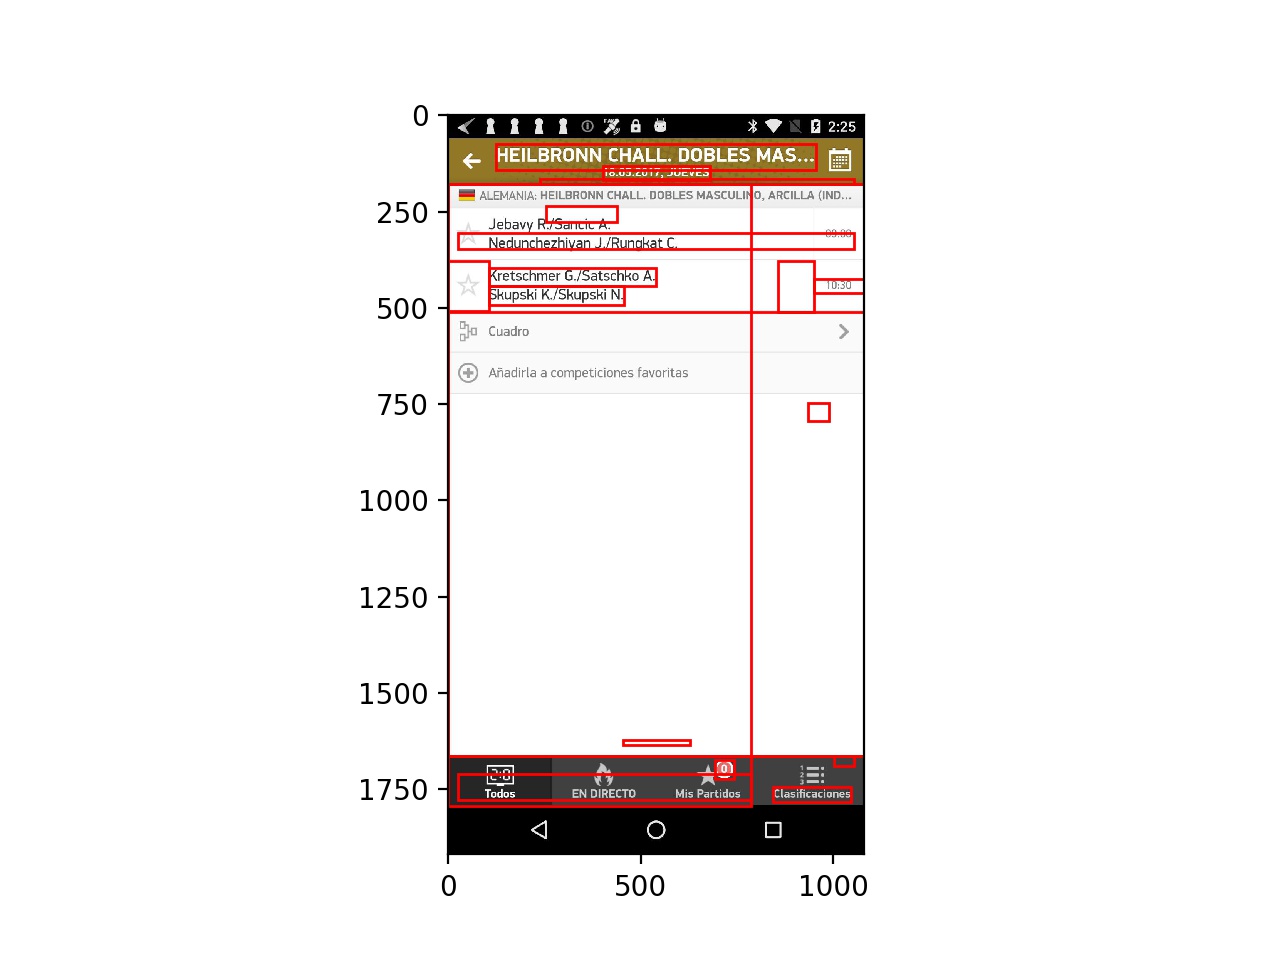 2:25
HEILBRONN CHALL. DOBLES MAS...
18.05.2017, JUEVES
ALEMANIA: HEILBRONN CHALL. DOBLES MASCULINO, ARCILLA (IND...
Jebavy R./Sancic A.
09:00
Nedunchezhiyan J./Rungkat C.
Kretschmer G./Satschko A.
10:30
Skupski K./Skupski N.
Cuadro
Añadirla a competiciones favoritas
0
Todos
EN DIRECTO
Mis Partidos
Clasificaciones
0
250
500
750
1000
1250
1500
1750
0
500
1000